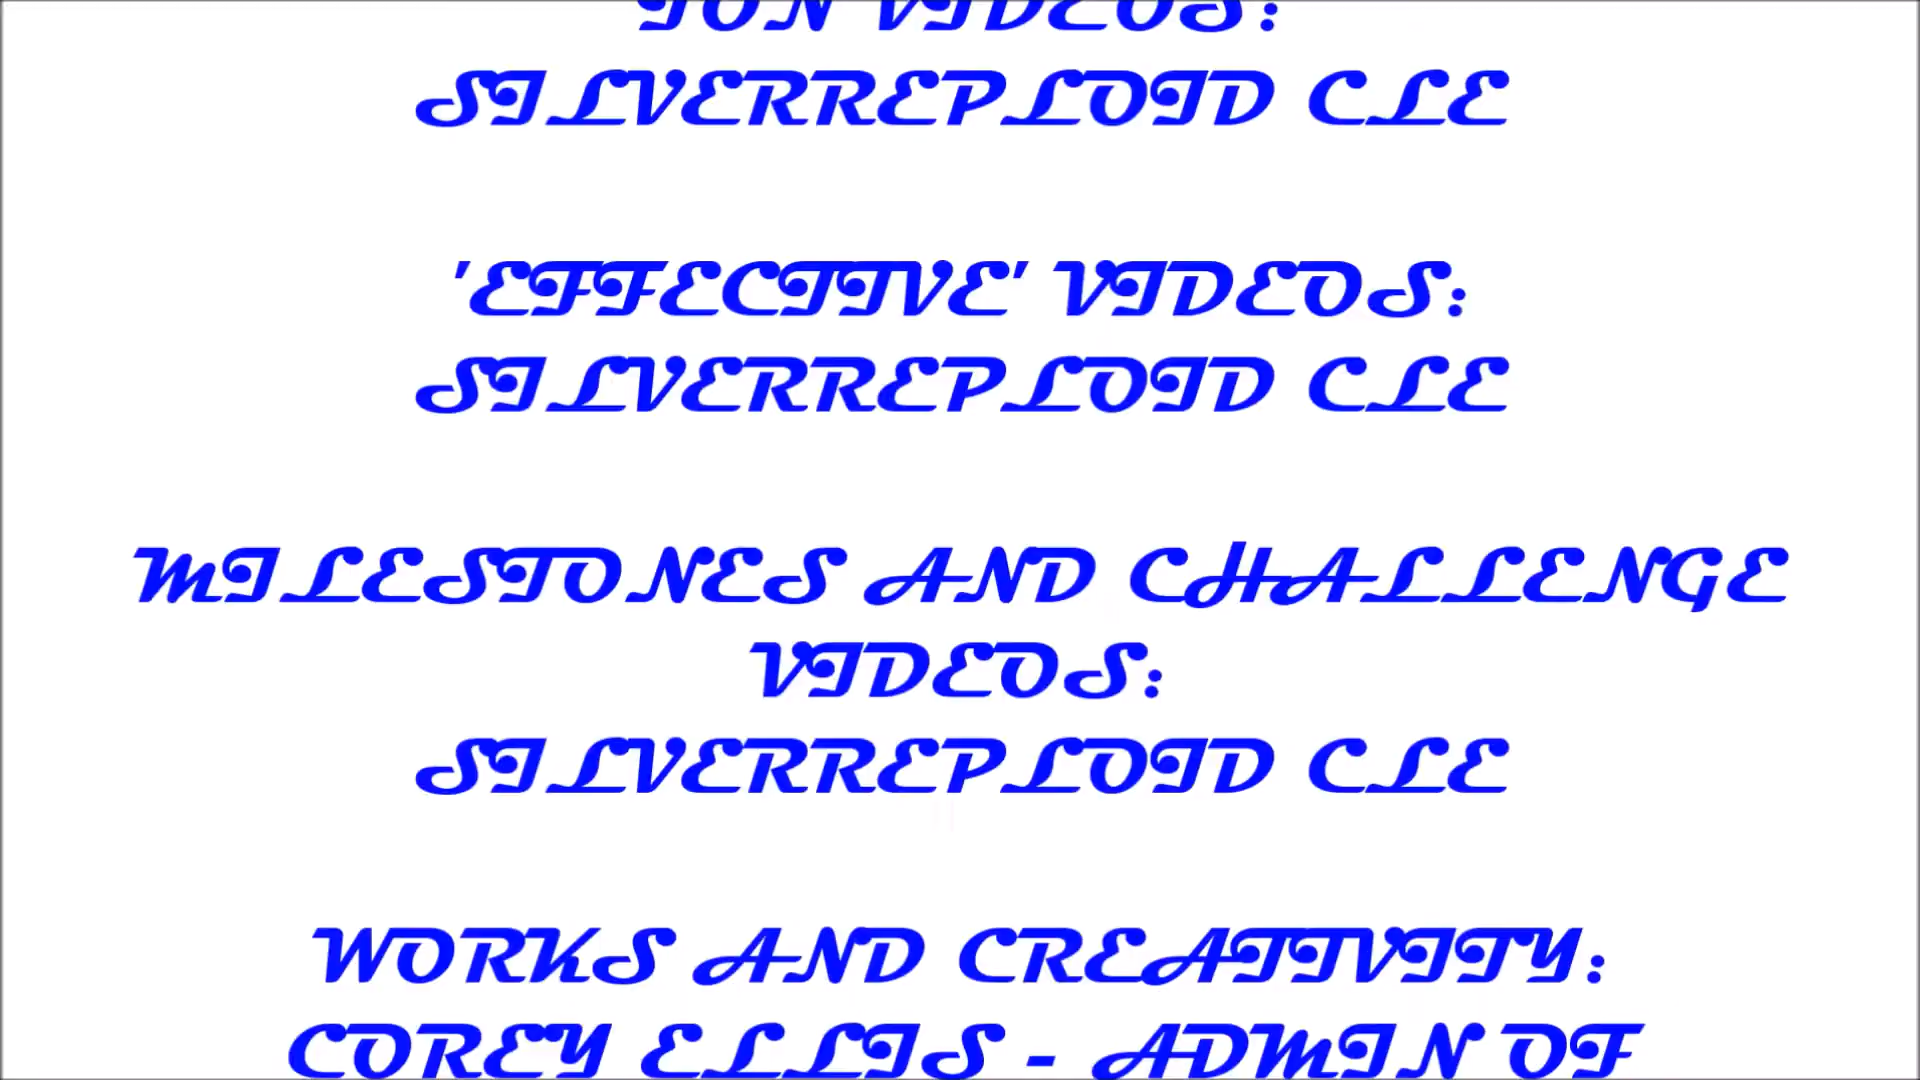 VIDEOS:
SILVERREPLOID CLE
'EFFECTIVE' VIDEOS:
SILVERREPLOID CLE
MILESTONES AND CHALLENGE
VIDEOS:
SILVERREPLOID CLE
WORKS AND CREATIVITY:
COREY ELLIS - ADMIN OF